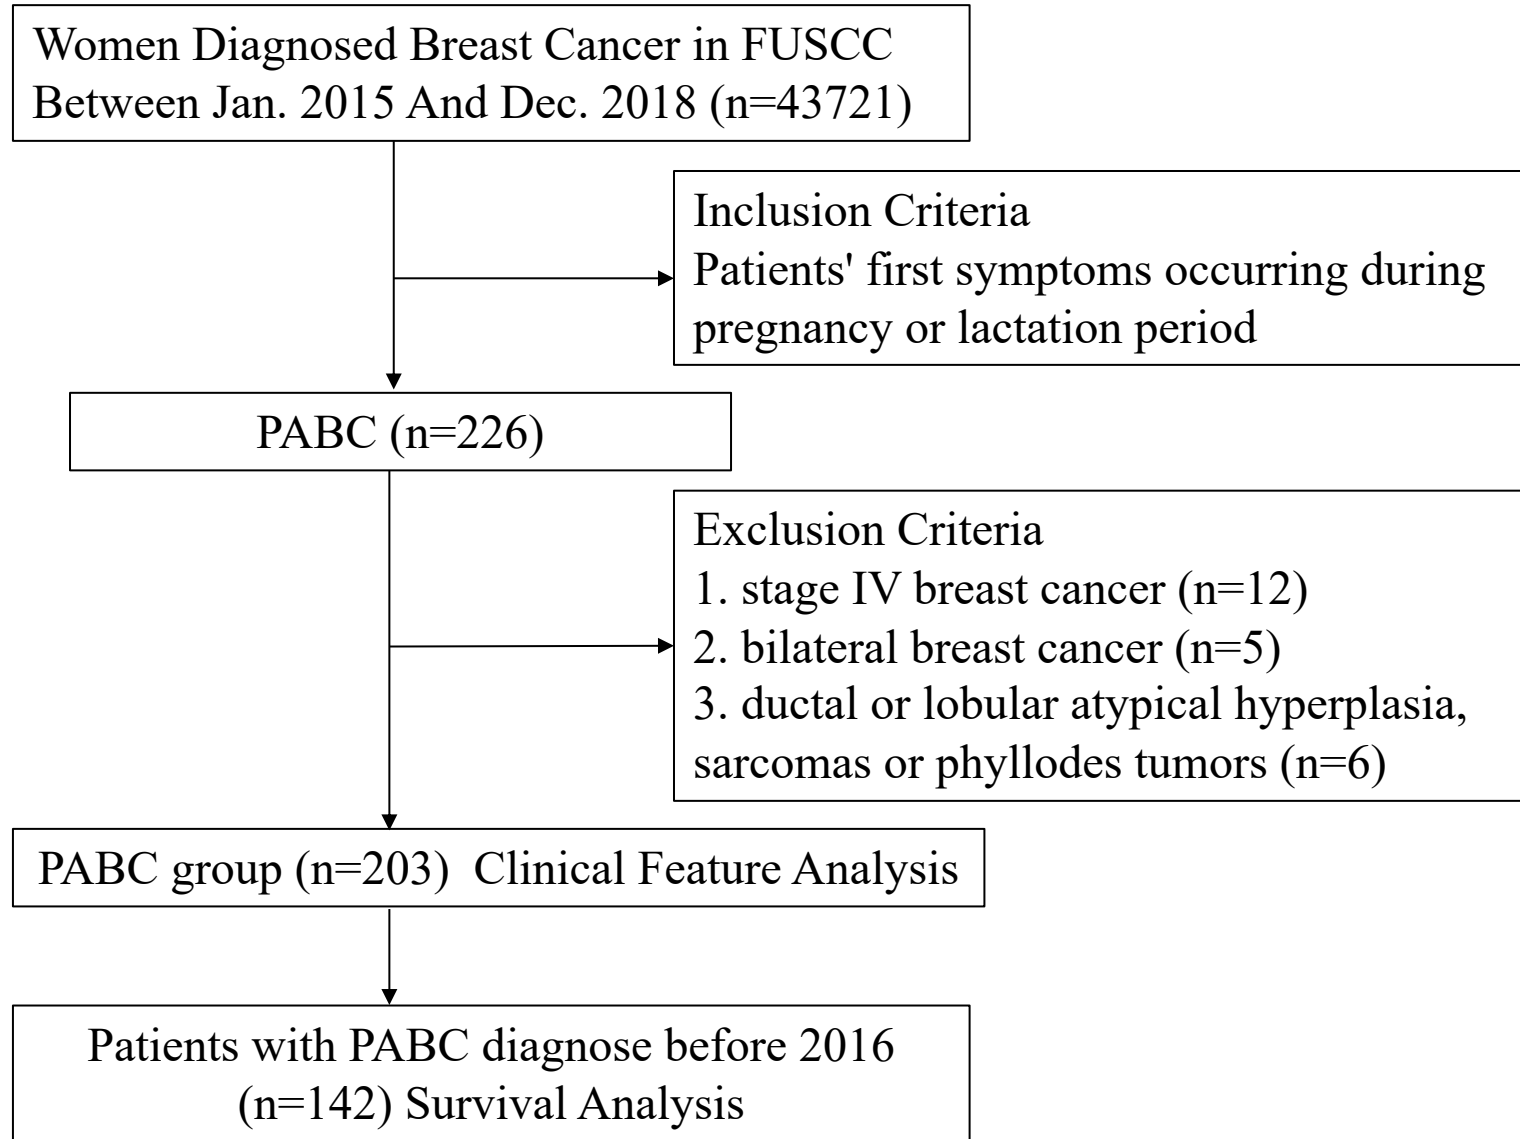 Women Diagnosed Breast Cancer in FUSCC
Between Jan. 2015 And Dec. 2018 (n=43721)
Inclusion Criteria
Patients' first symptoms occurring during
pregnancy or lactation period
PABC (n=226)
Exclusion Criteria
1. stage IV breast cancer (n=12)
2. bilateral breast cancer (n=5)
3. ductal or lobular atypical hyperplasia,
sarcomas or phyllodes tumors (n=6)
PABC group (n=203)  Clinical Feature Analysis
Patients with PABC diagnose before 2016
(n=142) Survival Analysis